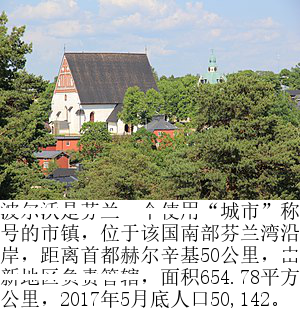 波尔沃是芬兰一个使用“城市”称
号的市镇，位于该国南部芬兰湾沿
岸，距离首都赫尔辛基50公里，由
新地区负责管辖，面积654.78平方
公里，2017年5月底人口50,142。